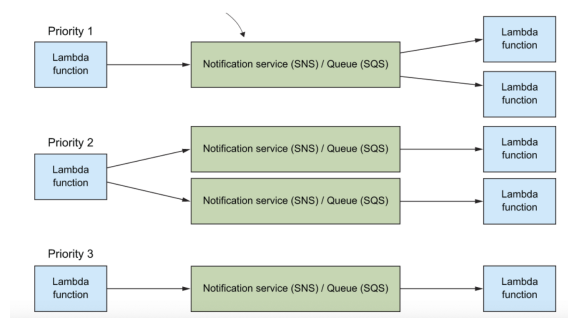 Priority 1
Lambda
function
Notification service (SNS) / Queue (SQS)
Lambda
function
Lambda
function
Priority 2
Lambda
function
Notification service (SNS) / Queue (SQS)
Lambda
function
Notification service (SNS) / Queue (SQS)
Lambda
function
Priority 3
Lambda
function
Notification service (SNS) / Queue (SQS)
Lambda
function